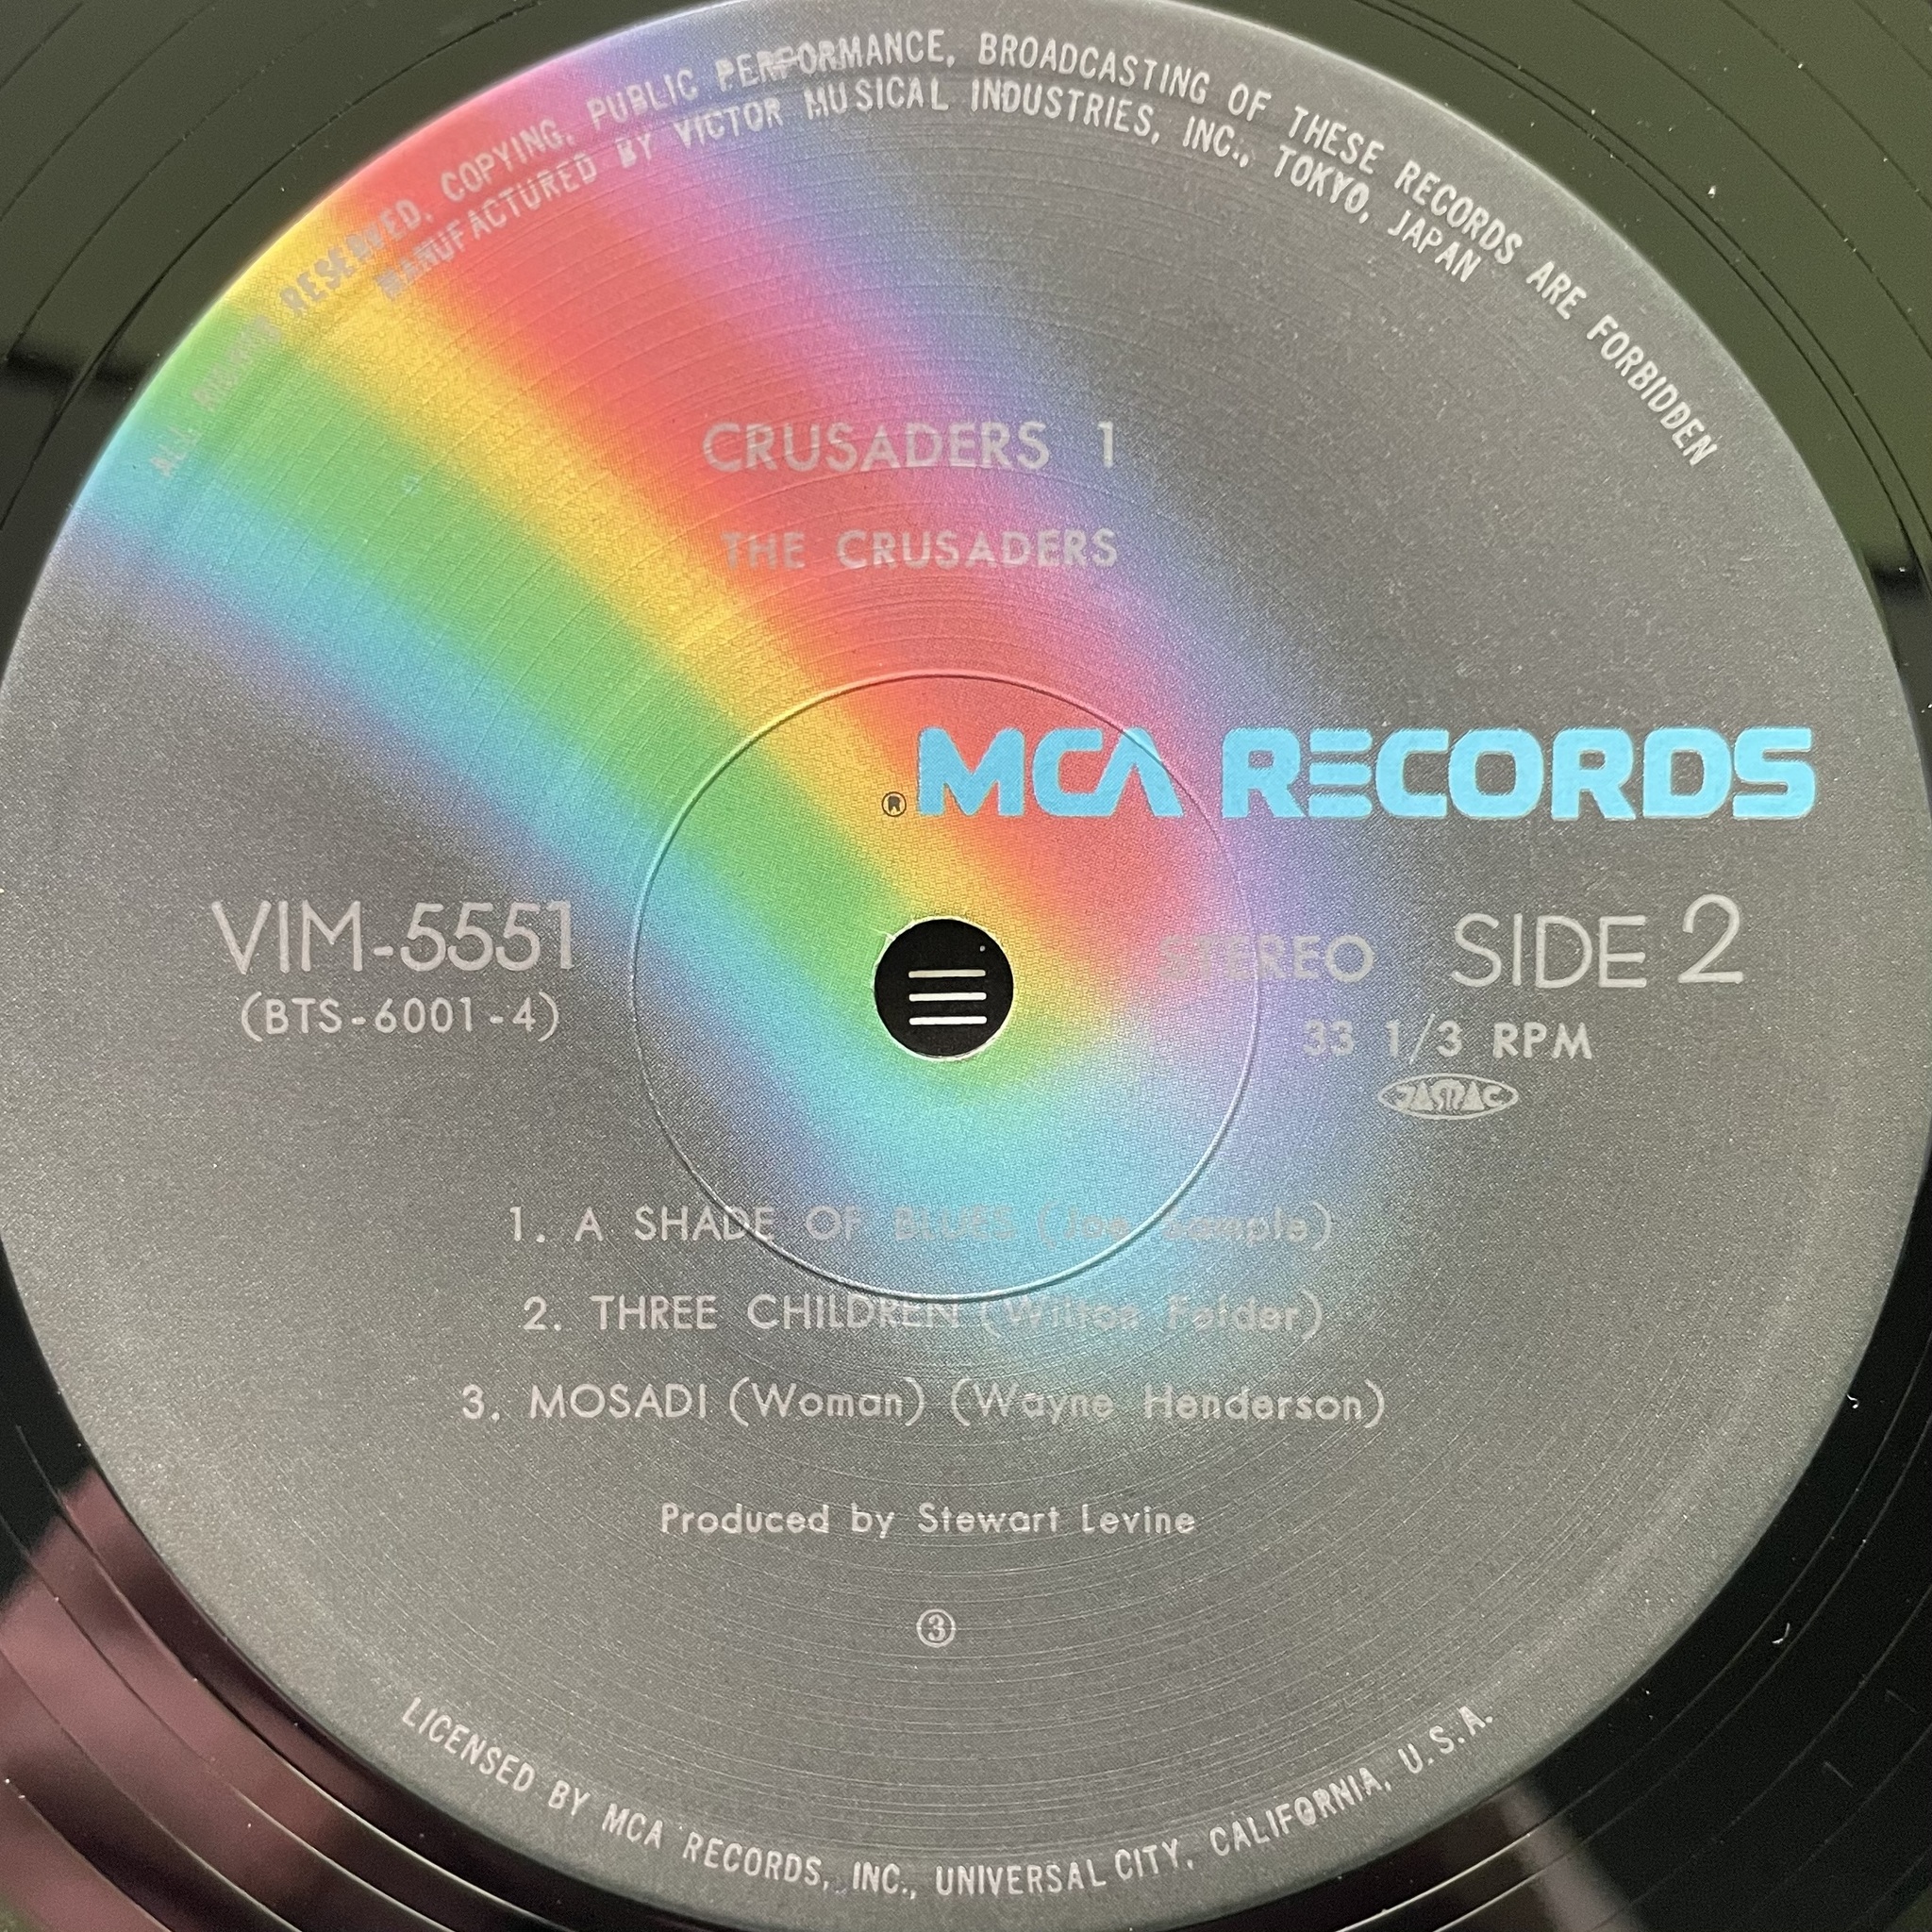 ALL RIGHTS RESERVED. COPYING, PUBLIC PERFORMANCE, BROADCASTING OF THESE RECORDS ARE FORBIDDEN
MANUFACTURED BY VICTOR MUSICAL INDUSTRIES, INC., TOKYO, JAPAN
CRUSADERS 1
THE CRUSADERS
® MCA RECORDS
VIM-5551
(BTS-6001-4)
STEREO SIDE 2
33 1/3 RPM
JASRAC
1. A SHADE OF BLUES (Joe Sample)
2. THREE CHILDREN (Wilton Felder)
3. MOSADI (Woman) (Wayne Henderson)
Produced by Stewart Levine
③
LICENSED BY MCA RECORDS, INC., UNIVERSAL CITY, CALIFORNIA, U.S.A.